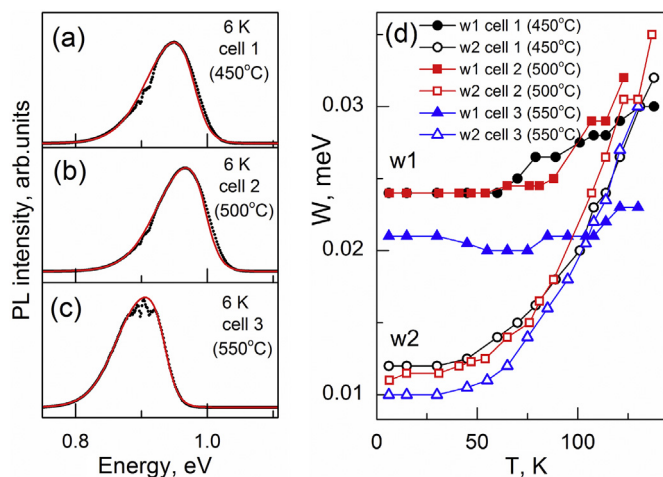 (a)
6 K
cell 1
(450°C)
(b)
6 K
cell 2
(500°C)
(c)
6 K
cell 3
(550°C)
PL intensity, arb.units
0.8
0.9
1.0
Energy, eV
(d)
w1 cell 1 (450°C)
w2 cell 1 (450°C)
w1 cell 2 (500°C)
w2 cell 2 (500°C)
w1 cell 3 (550°C)
w2 cell 3 (550°C)
w1
w2
W, meV
0.03
0.02
0.01
0
50
100
T, K